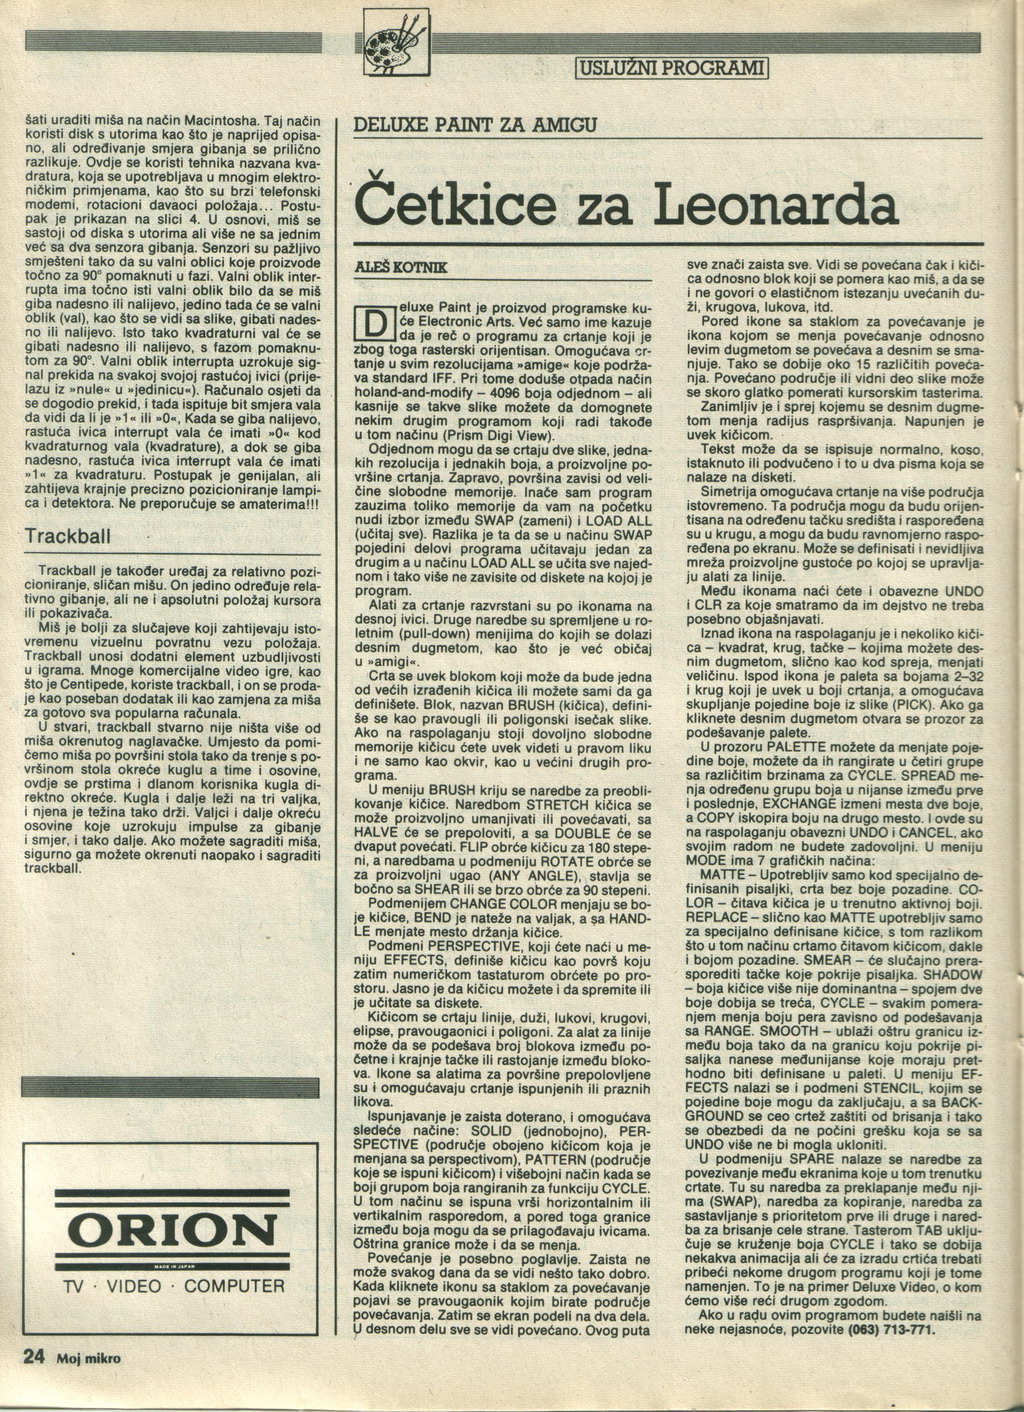 USLUŽNI PROGRAMI
šati uraditi miša na način Macintosha. Taj način
koristi disk s utorima kao što je naprijed opisa-
no, ali određivanje smjera gibanja se prilično
razlikuje. Ovdje se koristi tehnika nazvana kva-
dratura, koja se upotrebljava u mnogim elektro-
ničkim primjenama, kao što su brzi telefonski
modemi, rotacioni davaoci položaja... Postu-
pak je prikazan na slici 4. U osnovi, miš se
sastoji od diska s utorima ali više ne sa jednim
već sa dva senzora gibanja. Senzori su pažljivo
smješteni tako da su valni oblici koje proizvode
točno za 90° pomaknuti u fazi. Valni oblik inter-
rupta ima točno isti valni oblik bilo da se miš
giba nadesno ili nalijevo, jedino tada će se valni
oblik (val), kao što se vidi sa slike, gibati nades-
no ili nalijevo. Isto tako kvadraturni val će se
gibati nadesno ili nalijevo, s fazom pomaknu-
tom za 90°. Valni oblik interrupta uzrokuje sig-
nal prekida na svakoj svojoj rastućoj ivici (prije-
lazu iz »nule« u »jedinicu«). Računalo osjeti da
se dogodio prekid, i tada ispituje bit smjera vala
da vidi da li je »1« ili »0«, Kada se giba nalijevo,
rastuća ivica interrupt vala će imati »0« kod
kvadraturnog vala (kvadrature), a dok se giba
nadesno, rastuća ivica interrupt vala će imati
»1« za kvadraturu. Postupak je genijalan, ali
zahtijeva krajnje precizno pozicioniranje lampi-
ca i detektora. Ne preporučuje se amaterima!!!
Trackball
Trackball je također uređaj za relativno pozi-
cioniranje, sličan mišu. On jedino određuje rela-
tivno gibanje, ali ne i apsolutni položaj kursora
ili pokazivača.
Miš je bolji za slučajeve koji zahtijevaju isto-
vremenu vizuelnu povratnu vezu položaja.
Trackball unosi dodatni element uzbudljivosti
u igrama. Mnoge komercijalne video igre, kao
što je Centipede, koriste trackball, i on se proda-
je kao poseban dodatak ili kao zamjena za miša
za gotovo sva popularna računala.
U stvari, trackball stvarno nije ništa više od
miša okrenutog naglavačke. Umjesto da pomi-
čemo miša po površini stola tako da trenje s po-
vršinom stola okreće kuglu a time i osovine,
ovdje se prstima i dlanom korisnika kugla di-
rektno okreće. Kugla i dalje leži na tri valjka,
i njena je težina tako drži. Valjci i dalje okreću
osovine koje uzrokuju impulse za gibanje
i smjer, i tako dalje. Ako možete sagraditi miša,
sigurno ga možete okrenuti naopako i sagraditi
trackball.
ORION
MADE IN JAPAN
TV · VIDEO · COMPUTER
DELUXE PAINT ZA AMIGU
Četkice za Leonarda
ALEŠ KOTNIK
Deluxe Paint je proizvod programske ku-
će Electronic Arts. Već samo ime kazuje
da je reč o programu za crtanje koji je
zbog toga rasterski orijentisan. Omogućava cr-
tanje u svim rezolucijama »amige« koje podrža-
va standard IFF. Pri tome doduše otpada način
holand-and-modify – 4096 boja odjednom – ali
kasnije se takve slike možete da domognete
nekim drugim programom koji radi takođe
u tom načinu (Prism Digi View).
Odjednom mogu da se crtaju dve slike, jedna-
kih rezolucija i jednakih boja, a proizvoljne po-
vršine crtanja. Zapravo, površina zavisi od veli-
čine slobodne memorije. Inače sam program
zauzima toliko memorije da vam na početku
nudi izbor između SWAP (zameni) i LOAD ALL
(učitaj sve). Razlika je ta da se u načinu SWAP
pojedini delovi programa učitavaju jedan za
drugim a u načinu LOAD ALL se učita sve najed-
nom i tako više ne zavisite od diskete na kojoj je
program.
Alati za crtanje razvrstani su po ikonama na
desnoj ivici. Druge naredbe su spremljene u ro-
letnim (pull-down) menijima do kojih se dolazi
desnim dugmetom, kao što je već običaj
u »amigi«.
Crta se uvek blokom koji može da bude jedna
od većih izrađenih kičica ili možete sami da ga
definišete. Blok, nazvan BRUSH (kičica), defini-
še se kao pravougli ili poligonski isečak slike.
Ako na raspolaganju stoji dovoljno slobodne
memorije kičicu ćete uvek videti u pravom liku
i ne samo kao okvir, kao u većini drugih pro-
grama.
U meniju BRUSH kriju se naredbe za preobli-
kovanje kičice. Naredbom STRETCH kičica se
može proizvoljno umanjivati ili povećavati, sa
HALVE će se prepoloviti, a sa DOUBLE će se
dvaput povećati. FLIP obrće kičicu za 180 stepe-
ni, a naredbama u podmeniju ROTATE obrće se
za proizvoljni ugao (ANY ANGLE), stavlja se
bočno sa SHEAR ili se brzo obrće za 90 stepeni.
Podmenijem CHANGE COLOR menjaju se bo-
je kičice, BEND je nateže na valjak, a sa HAND-
LE menjate mesto držanja kičice.
Podmeni PERSPECTIVE, koji ćete naći u me-
niju EFFECTS, definiše kičicu kao površ koju
zatim numeričkom tastaturom obrćete po pro-
storu. Jasno je da kičicu možete i da spremite ili
je učitate sa diskete.
Kičicom se crtaju linije, duži, lukovi, krugovi,
elipse, pravougaonici i poligoni. Za alat za linije
može da se podešava broj blokova između po-
četne i krajnje tačke ili rastojanje između bloko-
va. Ikone sa alatima za površine prepolovljene
su i omogućavaju crtanje ispunjenih ili praznih
likova.
Ispunjavanje je zaista doterano, i omogućava
sledeće načine: SOLID (jednobojno), PER-
SPECTIVE (područje obojeno kičicom koja je
menjana sa perspectivom), PATTERN (područje
koje se ispuni kičicom) i višebojni način kada se
boji grupom boja rangiranih za funkciju CYCLE.
U tom načinu se ispuna vrši horizontalnim ili
vertikalnim rasporedom, a pored toga granice
između boja mogu da se prilagođavaju ivicama.
Oštrina granice može i da se menja.
Povećanje je posebno poglavlje. Zaista ne
može svakog dana da se vidi nešto tako dobro.
Kada kliknete ikonu sa staklom za povećavanje
pojavi se pravougaonik kojim birate područje
povećavanja. Zatim se ekran podeli na dva dela.
U desnom delu sve se vidi povećano. Ovog puta
sve znači zaista sve. Vidi se povećana čak i kiči-
ca odnosno blok koji se pomera kao miš, a da se
i ne govori o elastičnom istezanju uvećanih du-
ži, krugova, lukova, itd.
Pored ikone sa staklom za povećavanje je
ikona kojom se menja povećavanje odnosno
levim dugmetom se povećava a desnim se sma-
njuje. Tako se dobije oko 15 različitih poveća-
nja. Povećano područje ili vidni deo slike može
se skoro glatko pomerati kursorskim tasterima.
Zanimljiv je i sprej kojemu se desnim dugme-
tom menja radijus raspršivanja. Napunjen je
uvek kičicom.
Tekst može da se ispisuje normalno, koso,
istaknuto ili podvučeno i to u dva pisma koja se
nalaze na disketi.
Simetrija omogućava crtanje na više područja
istovremeno. Ta područja mogu da budu orijen-
tisana na određenu tačku središta i raspoređena
su u krugu, a mogu da budu ravnomjerno raspo-
ređena po ekranu. Može se definisati i nevidljiva
mreža proizvoljne gustoće po kojoj se upravlja-
ju alati za linije.
Među ikonama naći ćete i obavezne UNDO
i CLR za koje smatramo da im dejstvo ne treba
posebno objašnjavati.
Iznad ikona na raspolaganju je i nekoliko kiči-
ca – kvadrat, krug, tačke – kojima možete des-
nim dugmetom, slično kao kod spreja, menjati
veličinu. Ispod ikona je paleta sa bojama 2–32
i krug koji je uvek u boji crtanja, a omogućava
skupljanje pojedine boje iz slike (PICK). Ako ga
kliknete desnim dugmetom otvara se prozor za
podešavanje palete.
U prozoru PALETTE možete da menjate poje-
dine boje, možete da ih rangirate u četiri grupe
sa različitim brzinama za CYCLE. SPREAD me-
nja određenu grupu boja u nijanse između prve
i poslednje, EXCHANGE izmeni mesta dve boje,
a COPY iskopira boju na drugo mesto. I ovde su
na raspolaganju obavezni UNDO i CANCEL, ako
svojim radom ne budete zadovoljni. U meniju
MODE ima 7 grafičkih načina:
MATTE – Upotrebljiv samo kod specijalno de-
finisanih pisaljki, crta bez boje pozadine. CO-
LOR – čitava kičica je u trenutno aktivnoj boji.
REPLACE – slično kao MATTE upotrebljiv samo
za specijalno definisane kičice, s tom razlikom
što u tom načinu crtamo čitavom kičicom, dakle
i bojom pozadine. SMEAR – će slučajno prera-
sporediti tačke koje pokrije pisaljka. SHADOW
– boja kičice više nije dominantna – spojem dve
boje dobija se treća, CYCLE – svakim pomera-
njem menja boju pera zavisno od podešavanja
sa RANGE. SMOOTH – ublaži oštru granicu iz-
među boja tako da na granicu koju pokrije pi-
saljka nanese međunijanse koje moraju pret-
hodno biti definisane u paleti. U meniju EF-
FECTS nalazi se i podmeni STENCIL, kojim se
pojedine boje mogu da zaključaju, a sa BACK-
GROUND se ceo crtež zaštiti od brisanja i tako
se obezbedi da ne počini grešku koja se sa
UNDO više ne bi mogla ukloniti.
U podmeniju SPARE nalaze se naredbe za
povezivanje među ekranima koje u tom trenutku
crtate. Tu su naredba za preklapanje među nji-
ma (SWAP), naredba za kopiranje, naredba za
sastavljanje s prioritetom prve ili druge i nared-
ba za brisanje cele strane. Tasterom TAB uklju-
čuje se kruženje boja CYCLE i tako se dobija
nekakva animacija ali će za izradu crtića trebati
pribeći nekome drugom programu koji je tome
namenjen. To je na primer Deluxe Video, o kom
ćemo više reći drugom zgodom.
Ako u radu ovim programom budete naišli na
neke nejasnoće, pozovite (063) 713-771.
24 Moj mikro